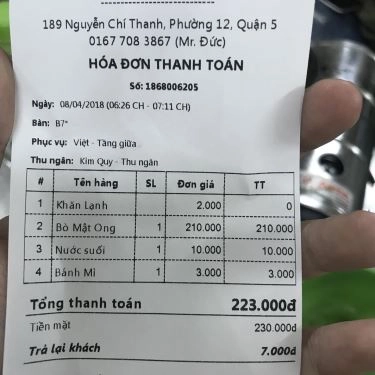 189 Nguyễn Chí Thanh, Phường 12, Quận 5
0167 708 3867 (Mr. Đức)
HÓA ĐƠN THANH TOÁN
Số: 1868006205
Ngày: 08/04/2018 (06:26 CH - 07:11 CH)
Bàn: B7*
Phục vụ: Việt - Tăng giữa
Thu ngân: Kim Quy - Thu ngân
# Tên hàng SL Đơn giá TT
1 Khăn Lạnh 2.000 0
2 Bò Mật Ong 1 210.000 210.000
3 Nước suối 1 10.000 10.000
4 Bánh Mì 1 3.000 3.000
Tổng thanh toán 223.000đ
Tiền mặt 230.000đ
Trả lại khách 7.000đ